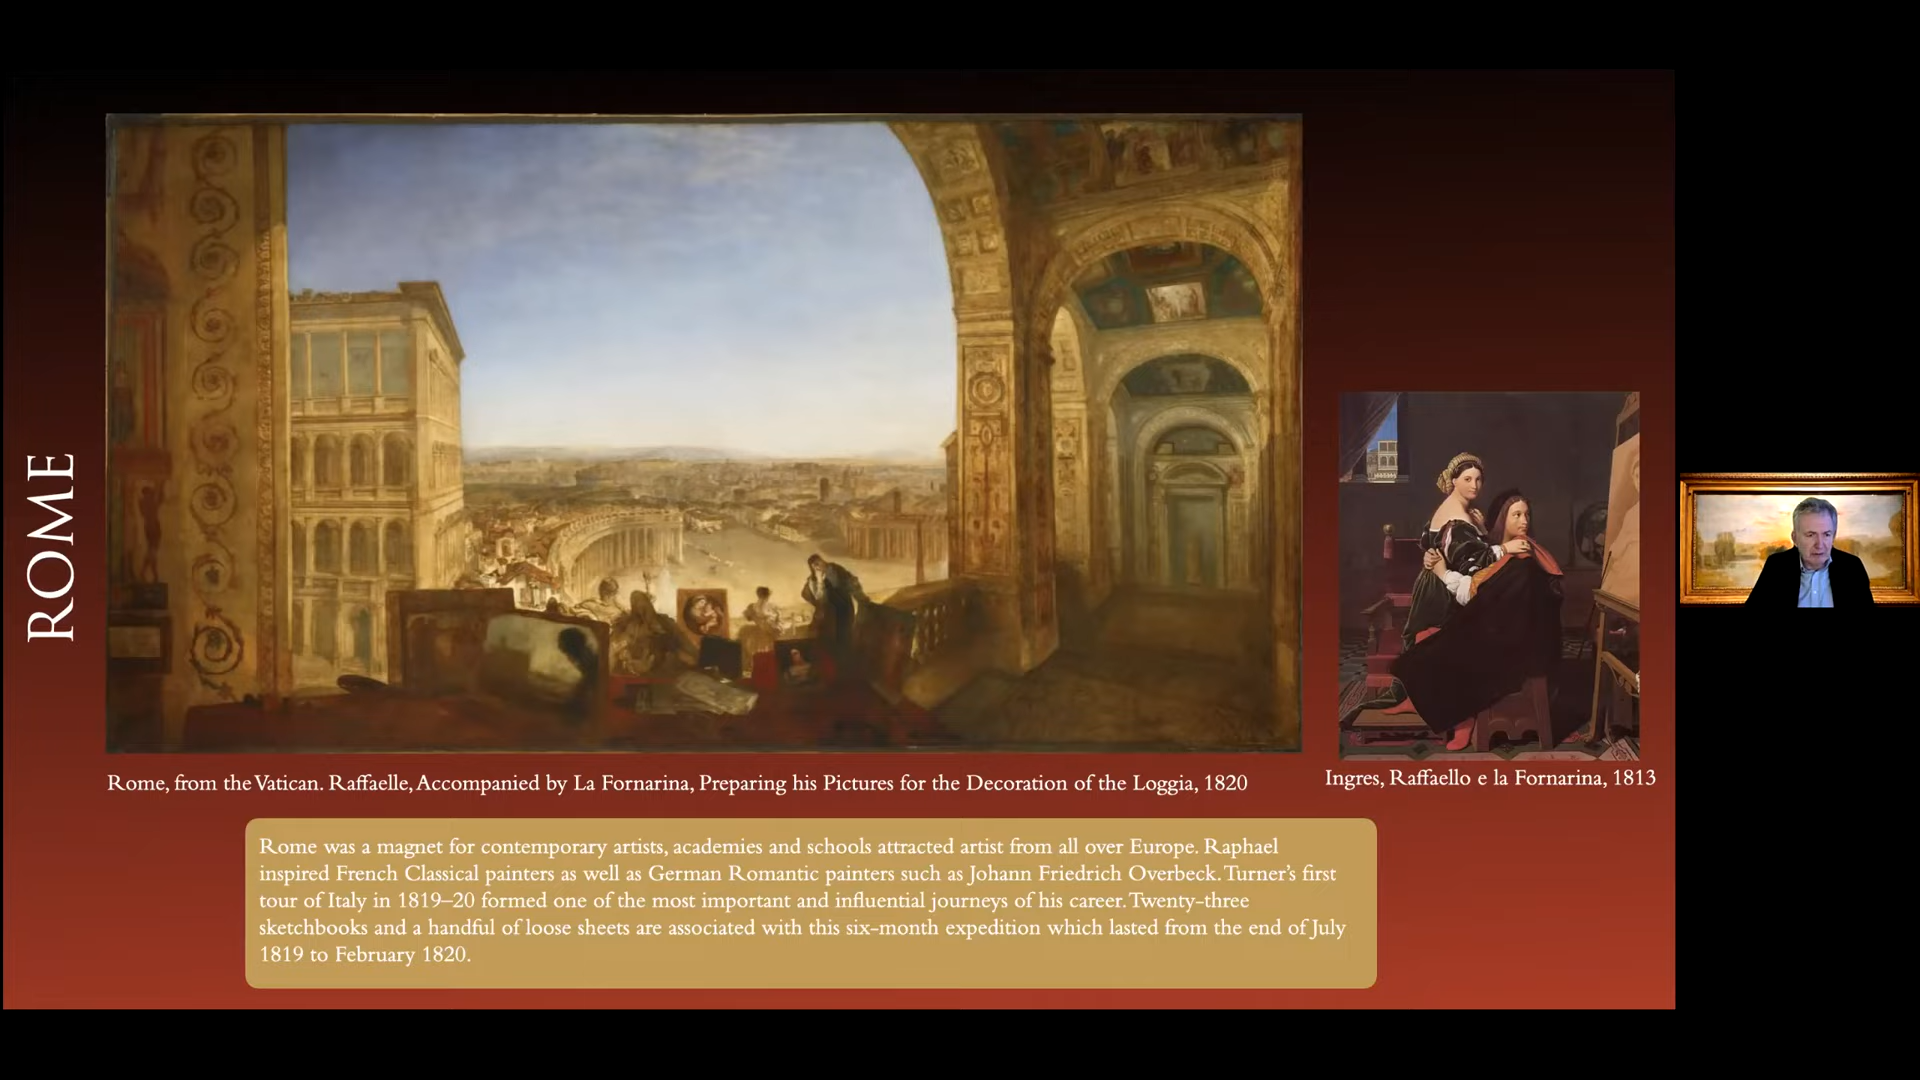 ROME
Rome, from the Vatican. Raffaelle, Accompanied by La Fornarina, Preparing his Pictures for the Decoration of the Loggia, 1820
Ingres, Raffaello e la Fornarina, 1813
Rome was a magnet for contemporary artists, academies and schools attracted artist from all over Europe. Raphael
inspired French Classical painters as well as German Romantic painters such as Johann Friedrich Overbeck. Turner's first
tour of Italy in 1819–20 formed one of the most important and influential journeys of his career. Twenty-three
sketchbooks and a handful of loose sheets are associated with this six-month expedition which lasted from the end of July
1819 to February 1820.